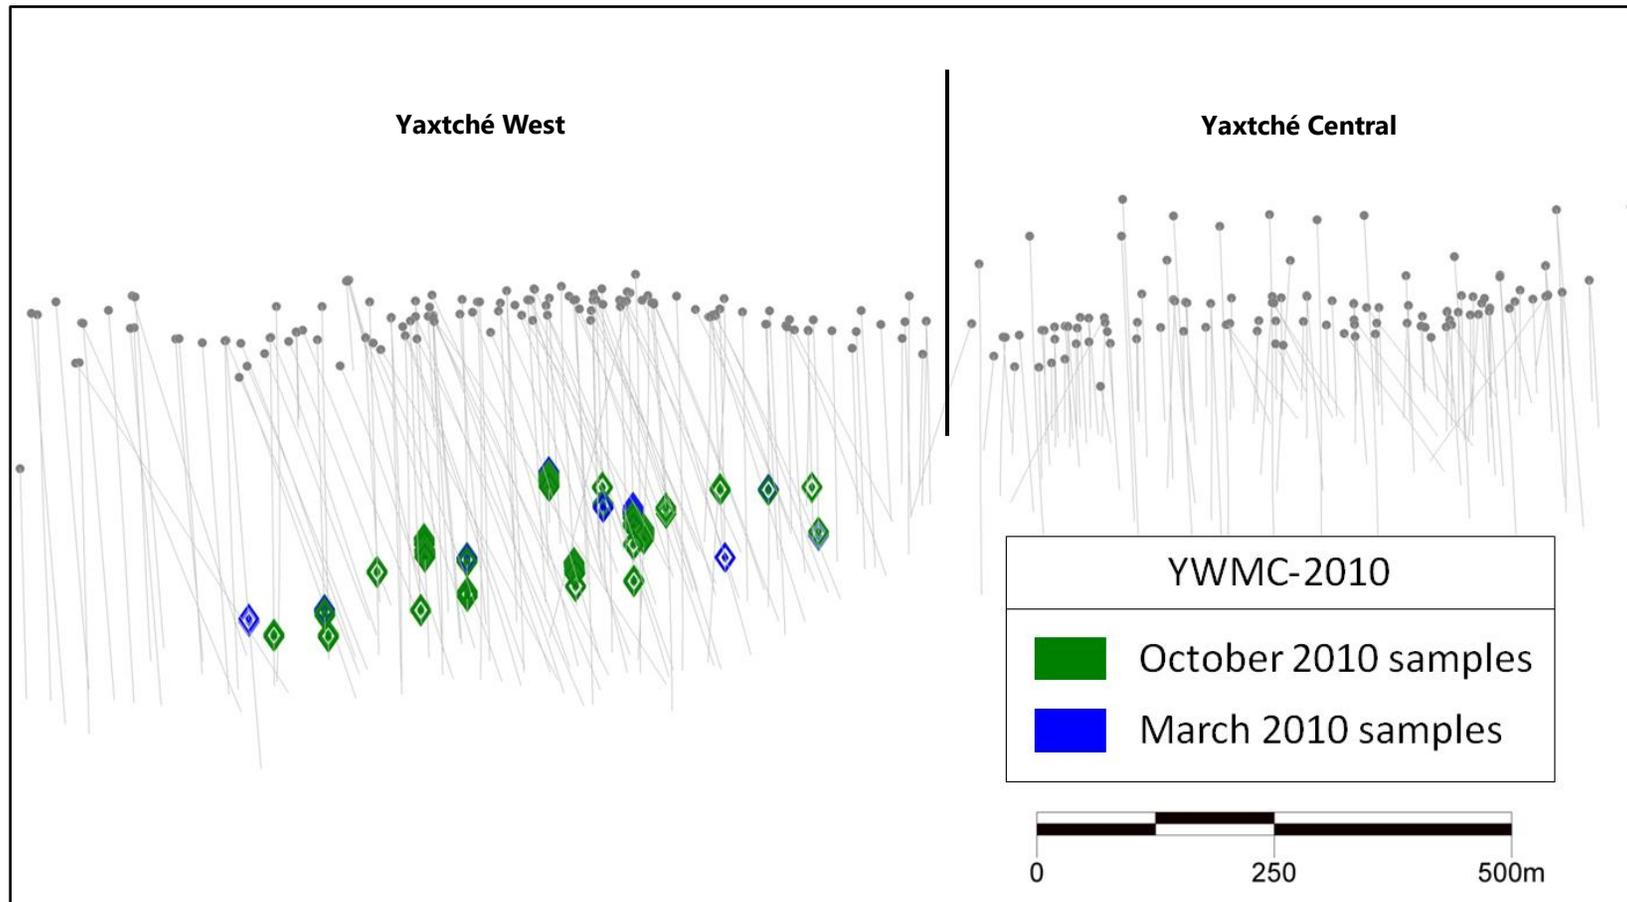 Yaxtché West
Yaxtché Central
YWMC-2010
October 2010 samples
March 2010 samples
0
250
500m